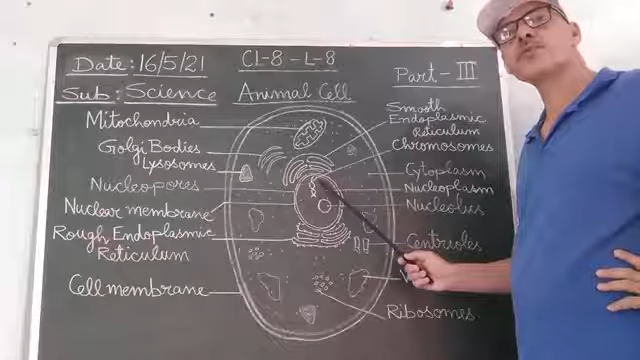 Date: 16/5/21
Cl-8-L-8
Part-III
Sub: Science
Animal Cell
Mitochondria
Golgi Bodies
Lysosomes
Nucleopores
Nuclear membrane
Rough Endoplasmic
Reticulum
Cell membrane
Smooth
Endoplasmic
Reticulum
Chromosomes
Cytoplasm
Nucleoplasm
Nucleolus
Centrioles
Ribosomes